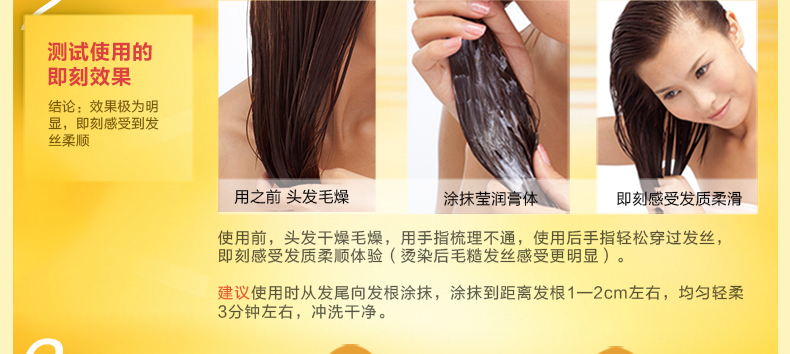 测试使用的
即刻效果
结论：效果极为明
显，即刻感受到发
丝柔顺
用之前 头发毛燥
涂抹莹润膏体
即刻感受发质柔滑
使用前，头发干燥毛燥，用手指梳理不通，使用后手指轻松穿过发丝，
即刻感受发质柔顺体验（烫染后毛糙发丝感受更明显）。
建议使用时从发尾向发根涂抹，涂抹到距离发根1—2cm左右，均匀轻柔
3分钟左右，冲洗干净。